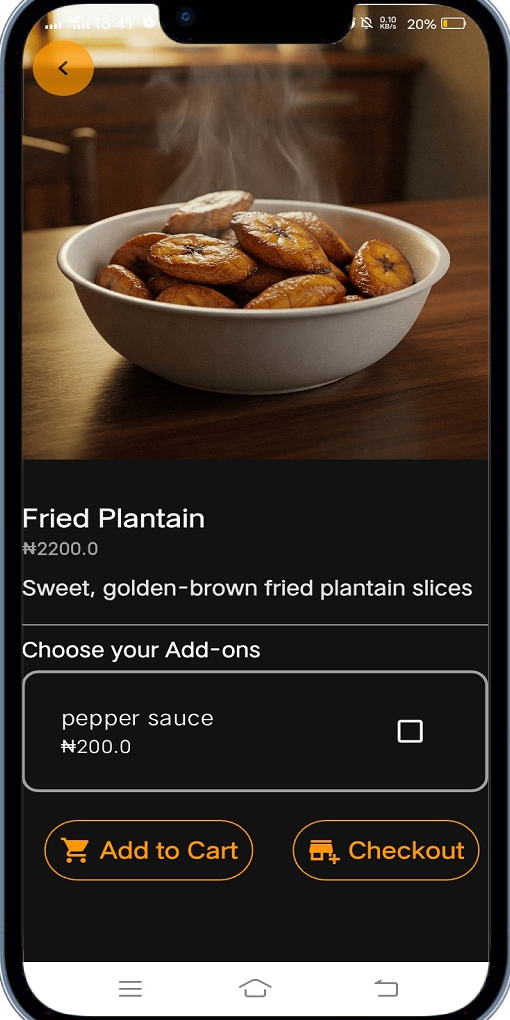 18:41
0.10
KB/s
20%
Fried Plantain
₦2200.0
Sweet, golden-brown fried plantain slices
Choose your Add-ons
pepper sauce
₦200.0
Add to Cart
Checkout